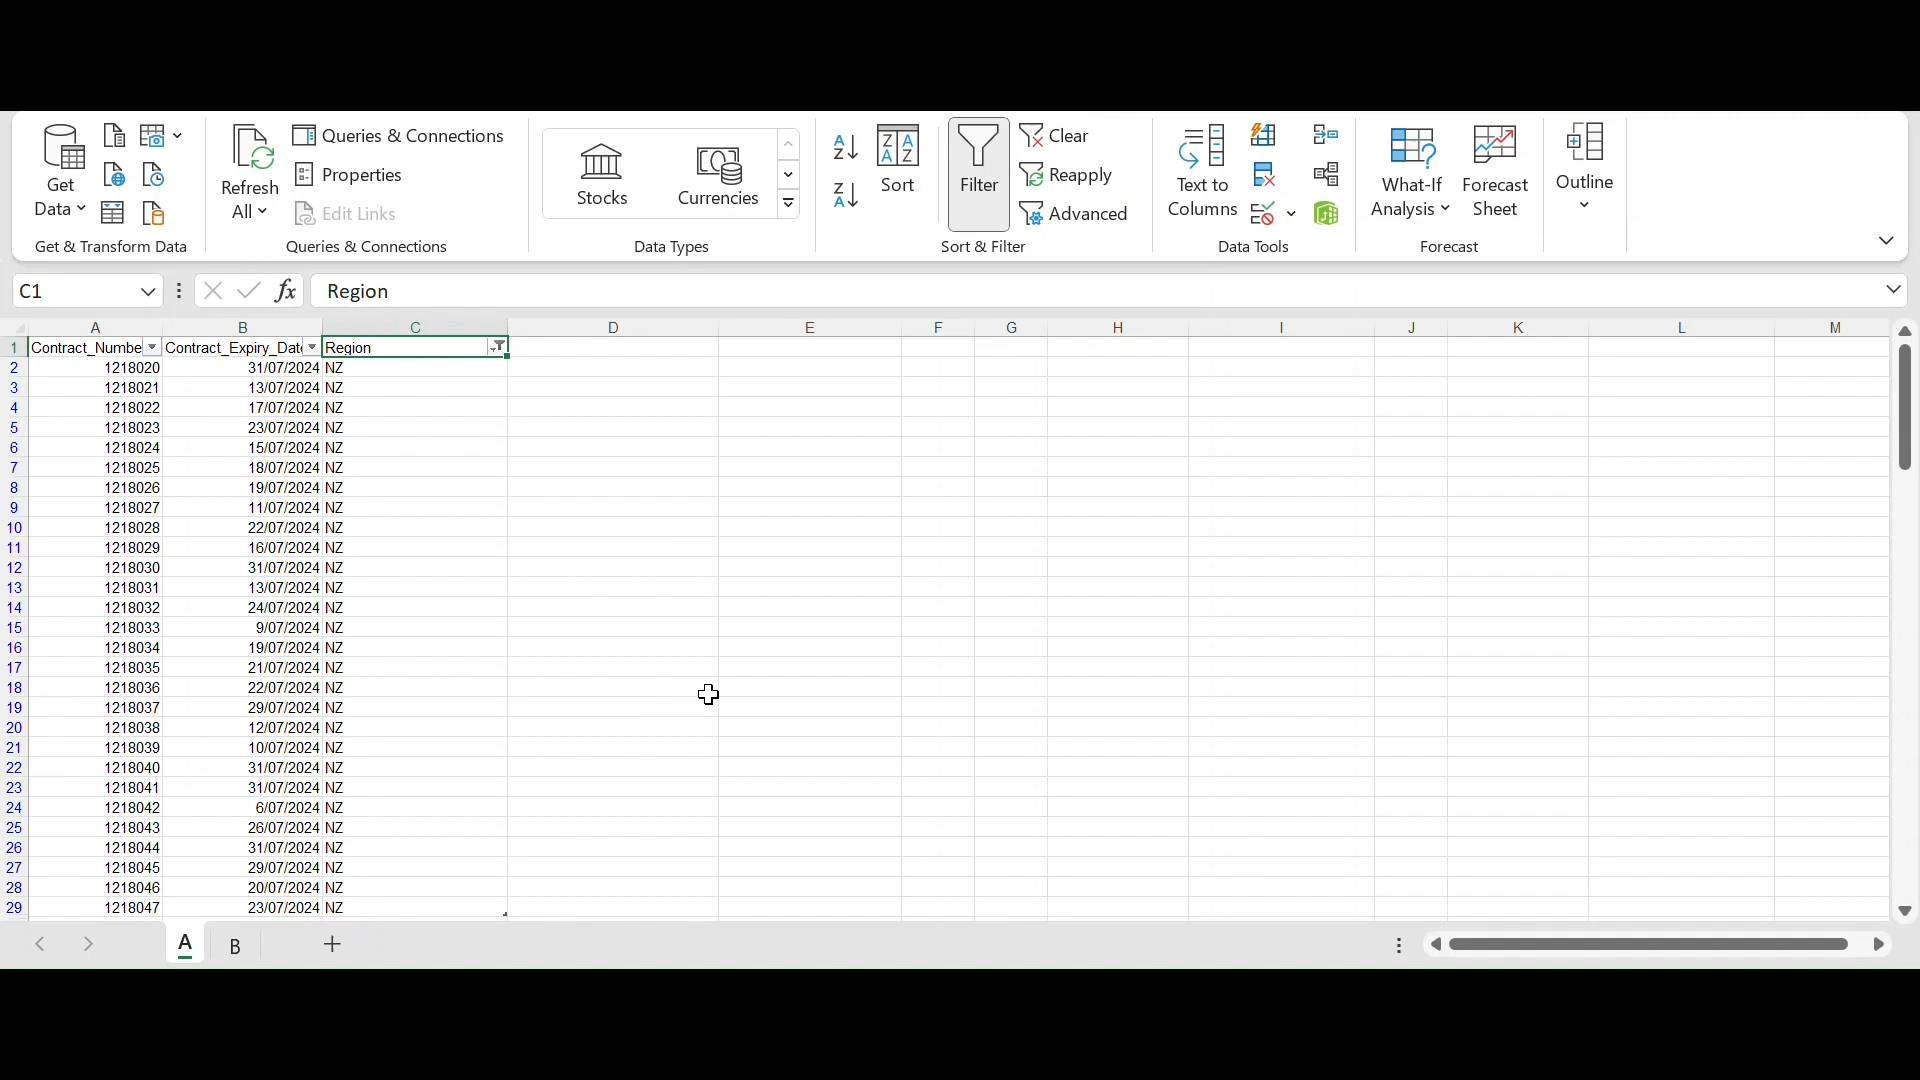 Get Data
Refresh All
Queries & Connections
Properties
Edit Links
Stocks
Currencies
Sort
Filter
Clear
Reapply
Advanced
Text to Columns
What-If Analysis
Forecast Sheet
Outline
Get & Transform Data
Queries & Connections
Data Types
Sort & Filter
Data Tools
Forecast
C1
fx
Region
A B C D E F G H I J K L M
1 Contract_Numbe Contract_Expiry_Dat Region
2 1218020 31/07/2024 NZ
3 1218021 13/07/2024 NZ
4 1218022 17/07/2024 NZ
5 1218023 23/07/2024 NZ
6 1218024 15/07/2024 NZ
7 1218025 18/07/2024 NZ
8 1218026 19/07/2024 NZ
9 1218027 11/07/2024 NZ
10 1218028 22/07/2024 NZ
11 1218029 16/07/2024 NZ
12 1218030 31/07/2024 NZ
13 1218031 13/07/2024 NZ
14 1218032 24/07/2024 NZ
15 1218033 9/07/2024 NZ
16 1218034 19/07/2024 NZ
17 1218035 21/07/2024 NZ
18 1218036 22/07/2024 NZ
19 1218037 29/07/2024 NZ
20 1218038 12/07/2024 NZ
21 1218039 10/07/2024 NZ
22 1218040 31/07/2024 NZ
23 1218041 31/07/2024 NZ
24 1218042 6/07/2024 NZ
25 1218043 26/07/2024 NZ
26 1218044 31/07/2024 NZ
27 1218045 29/07/2024 NZ
28 1218046 20/07/2024 NZ
29 1218047 23/07/2024 NZ
A B